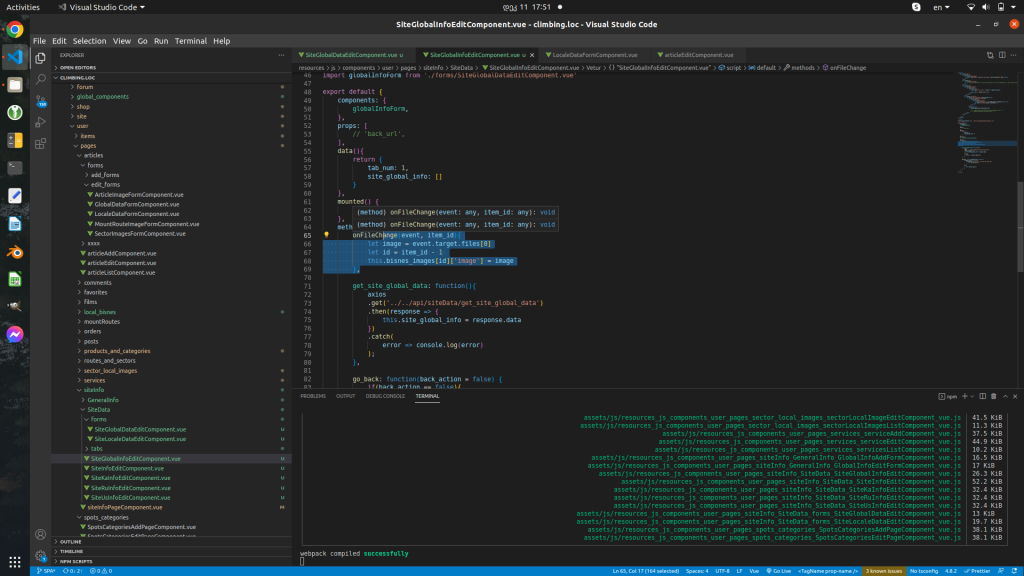 Activities
Visual Studio Code
დეკ 11 17:51
en
SiteGlobalInfoEditComponent.vue - climbing.loc - Visual Studio Code
File Edit Selection View Go Run Terminal Help
EXPLORER
OPEN EDITORS
CLIMBING.LOC
forum
global_components
shop
site
user
items
pages
articles
forms
add_forms
edit_forms
ArticleImageFormComponent.vue
GlobalDataFormComponent.vue
LocaleDataFormComponent.vue
MountRouteImageFormComponent.vue
SectorImagesFormComponent.vue
xxxx
articleAddComponent.vue
articleEditComponent.vue
articleListComponent.vue
comments
favorites
films
local_bisnes
mountRoutes
orders
posts
products_and_categories
routes_and_sectors
sector_local_images
services
siteInfo
GeneralInfo
SiteData
forms
SiteGlobalDataEditComponent.vue U
SiteLocaleDataEditComponent.vue U
tabs
SiteGlobalInfoEditComponent.vue U
SiteInfoEditComponent.vue U
SiteKaInfoEditComponent.vue U
SiteRuInfoEditComponent.vue U
SiteUsInfoEditComponent.vue U
siteInfoPageComponent.vue M
spots_categories
SpotsCategoriesAddPageComponent.vue
SpotsCategoriesEditPageComponent.vue
OUTLINE
TIMELINE
NPM SCRIPTS
SiteGlobalDataEditComponent.vue U
SiteGlobalInfoEditComponent.vue U
LocaleDataFormComponent.vue
articleEditComponent.vue
resources > js > components > user > pages > siteInfo > SiteData > SiteGlobalInfoEditComponent.vue > Vetur > {} "SiteGlobalInfoEditComponent.vue" > script > default > methods > onFileChange
46 import globalInfoForm from './forms/SiteGlobalDataEditComponent.vue'
47
48 export default {
49 components: {
50 globalInfoForm,
51 },
52 props: [
53 // 'back_url',
54 ],
55 data(){
56 return {
57 tab_num: 1,
58 site_global_info: []
59 }
60 },
61 mounted() {
62 (method) onFileChange(event: any, item_id: any): void
63 },
(method) onFileChange(event: any, item_id: any): void
64 meth
65 onFileChange(event, item_id){
66 let image = event.target.files[0]
67 let id = item_id - 1
68 this.bisnes_images[id]['image'] = image
69 },
70
71 get_site_global_data: function(){
72 axios
73 .get('../../api/siteData/get_site_global_data')
74 .then(response => {
75 this.site_global_info = response.data
76 })
77 .catch(
78 error => console.log(error)
79 );
80 },
81
82 go_back: function(back_action = false) {
83 if(back_action == false){
PROBLEMS OUTPUT DEBUG CONSOLE TERMINAL
npm
assets/js/resources_js_components_user_pages_sector_local_images_sectorLocalImageEditComponent_vue.js | 41.5 KiB
assets/js/resources_js_components_user_pages_sector_local_images_sectorLocalImagesListComponent_vue.js | 11.3 KiB
assets/js/resources_js_components_user_pages_services_serviceAddComponent_vue.js | 37.5 KiB
assets/js/resources_js_components_user_pages_services_serviceEditComponent_vue.js | 44.9 KiB
assets/js/resources_js_components_user_pages_services_servicesListComponent_vue.js | 10.2 KiB
assets/js/resources_js_components_user_pages_siteInfo_GeneralInfo_GlobalInfoAddFormComponent_vue.js | 16.5 KiB
assets/js/resources_js_components_user_pages_siteInfo_GeneralInfo_GlobalInfoEditFormComponent_vue.js | 17 KiB
assets/js/resources_js_components_user_pages_siteInfo_SiteData_SiteGlobalInfoEditComponent_vue.js | 26.3 KiB
assets/js/resources_js_components_user_pages_siteInfo_SiteData_SiteInfoEditComponent_vue.js | 52.2 KiB
assets/js/resources_js_components_user_pages_siteInfo_SiteData_SiteKaInfoEditComponent_vue.js | 32.4 KiB
assets/js/resources_js_components_user_pages_siteInfo_SiteData_SiteRuInfoEditComponent_vue.js | 32.4 KiB
assets/js/resources_js_components_user_pages_siteInfo_SiteData_SiteUsInfoEditComponent_vue.js | 32.4 KiB
assets/js/resources_js_components_user_pages_siteInfo_SiteData_forms_SiteGlobalDataEditComponent_vue.js | 13 KiB
assets/js/resources_js_components_user_pages_siteInfo_SiteData_forms_SiteLocaleDataEditComponent_vue.js | 19.7 KiB
assets/js/resources_js_components_user_pages_spots_categories_SpotsCategoriesAddPageComponent_vue.js | 38.1 KiB
assets/js/resources_js_components_user_pages_spots_categories_SpotsCategoriesEditPageComponent_vue.js | 38.1 KiB
webpack compiled successfully
SPA* 0↓ 2↑ 0 0 Ln 65, Col 17 (164 selected) Spaces: 4 UTF-8 LF Vue Go Live <TagName prop-name /> 3 known issues No tsconfig 4.8.2 Prettier